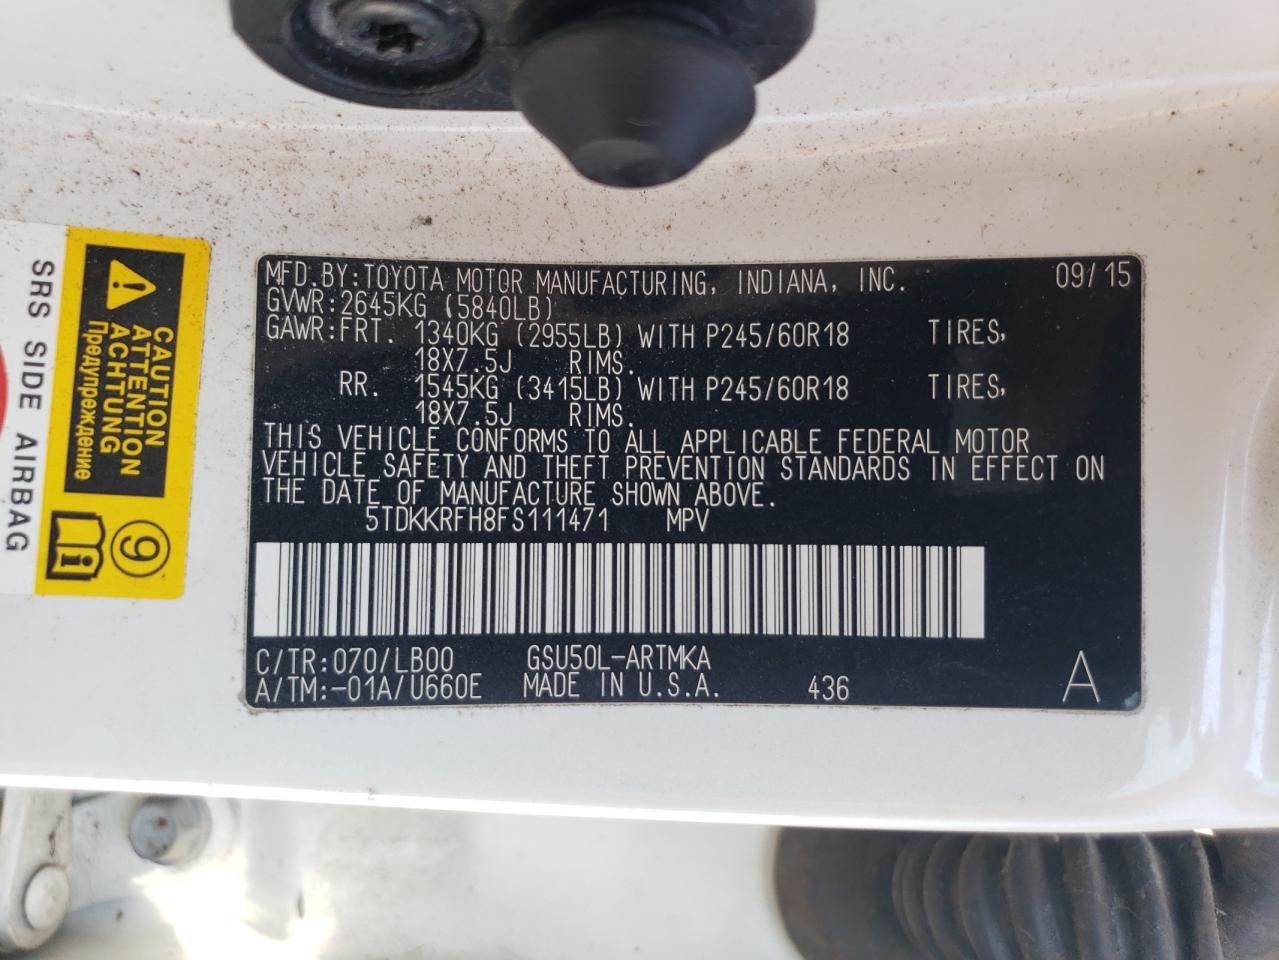 MFD.BY:TOYOTA MOTOR MANUFACTURING, INDIANA, INC. 09/15
GVWR:2645KG (5840LB)
GAWR:FRT. 1340KG (2955LB) WITH P245/60R18 TIRES,
18X7.5J RIMS.
RR. 1545KG (3415LB) WITH P245/60R18 TIRES,
18X7.5J RIMS.
THIS VEHICLE CONFORMS TO ALL APPLICABLE FEDERAL MOTOR
VEHICLE SAFETY AND THEFT PREVENTION STANDARDS IN EFFECT ON
THE DATE OF MANUFACTURE SHOWN ABOVE.
5TDKKRFH8FS111471 MPV
C/TR:070/LB00 GSU50L-ARTMKA
A/TM:-01A/U660E MADE IN U.S.A. 436 A
CAUTION
ATTENTION
ACHTUNG
Предупреждение
9
SRS SIDE AIRBAG